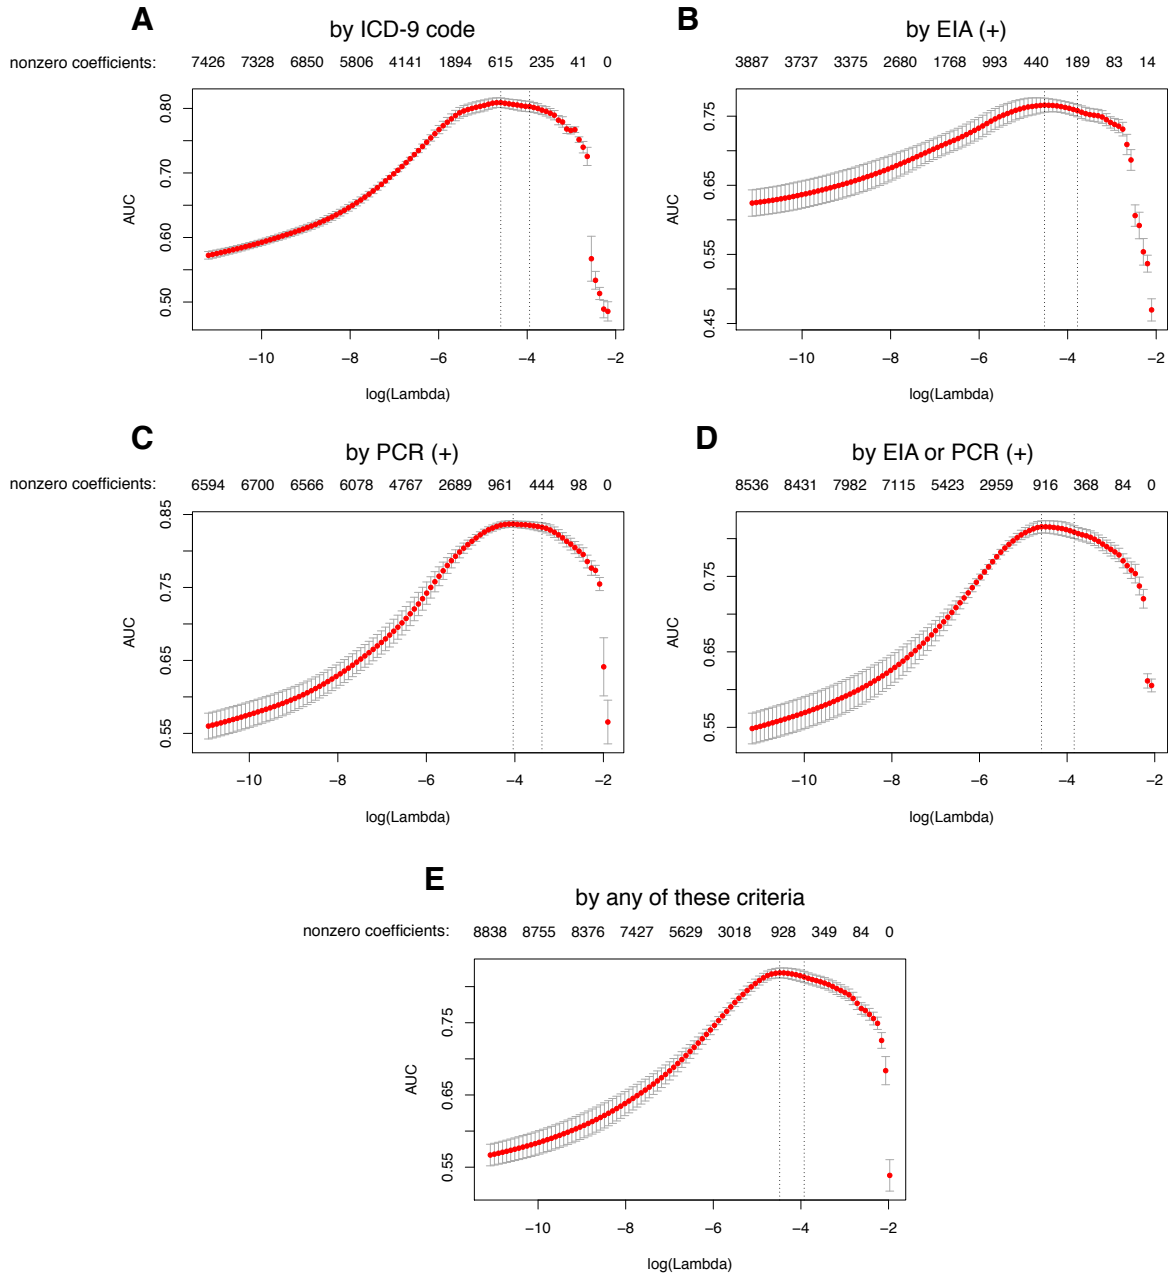 A
by ICD-9 code
nonzero coefficients: 7426 7328 6850 5806 4141 1894 615 235 41 0
0.80
0.70
0.60
0.50
AUC
−10 −8 −6 −4 −2
log(Lambda)
B
by EIA (+)
3887 3737 3375 2680 1768 993 440 189 83 14
0.75
0.65
0.55
0.45
AUC
−10 −8 −6 −4 −2
log(Lambda)
C
by PCR (+)
nonzero coefficients: 6594 6700 6566 6078 4767 2689 961 444 98 0
0.85
0.75
0.65
0.55
AUC
−10 −8 −6 −4 −2
log(Lambda)
D
by EIA or PCR (+)
8536 8431 7982 7115 5423 2959 916 368 84 0
0.75
0.65
0.55
AUC
−10 −8 −6 −4 −2
log(Lambda)
E
by any of these criteria
nonzero coefficients: 8838 8755 8376 7427 5629 3018 928 349 84 0
0.75
0.65
0.55
AUC
−10 −8 −6 −4 −2
log(Lambda)